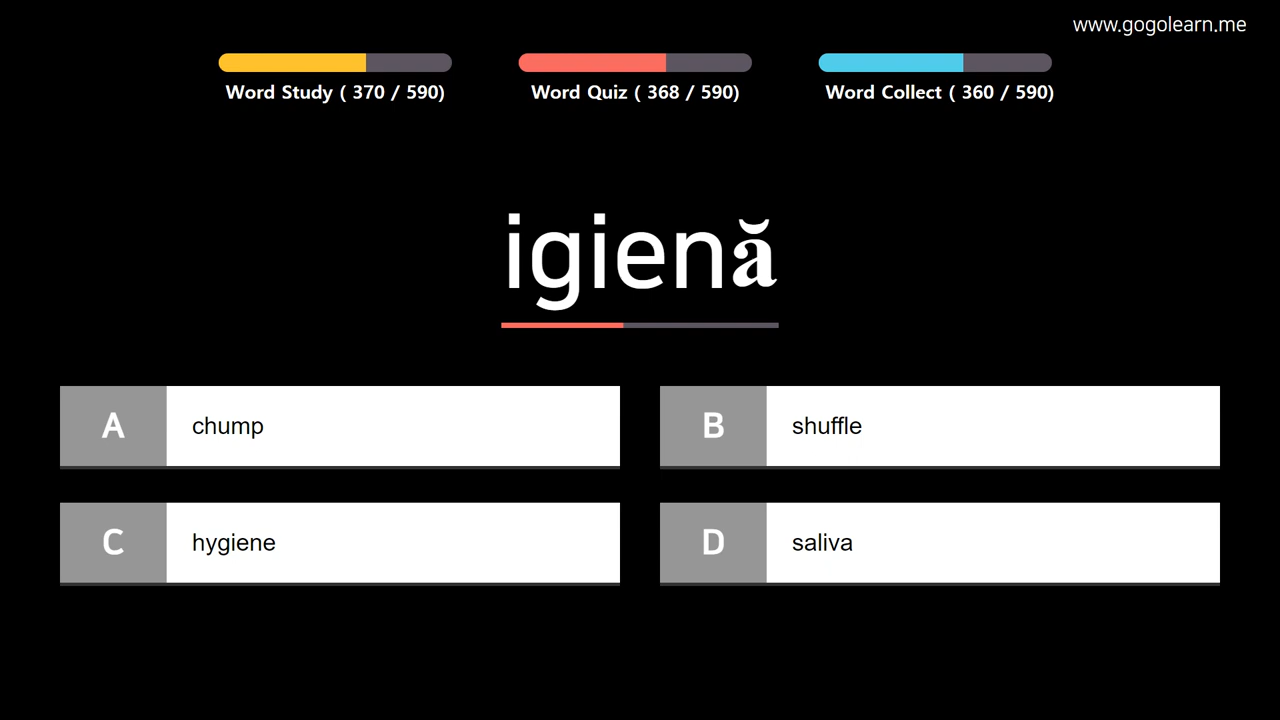 www.gogolearn.me
Word Study ( 370 / 590)
Word Quiz ( 368 / 590)
Word Collect ( 360 / 590)
igienă
A chump
B shuffle
C hygiene
D saliva